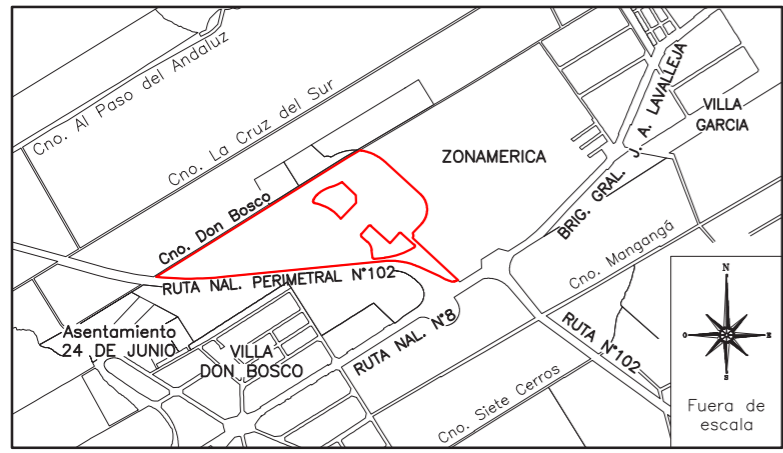 Cno. Al Paso del Andaluz
Cno. La Cruz del Sur
BRIG. GRAL. J. A. LAVALLEJA
VILLA
GARCIA
ZONAMERICA
Cno. Don Bosco
Cno. Mangangá
RUTA NAL. PERIMETRAL N°102
Asentamiento
24 DE JUNIO
VILLA
DON BOSCO
RUTA NAL. N°8
RUTA N°102
Cno. Siete Cerros
N
O
E
S
Fuera de
escala